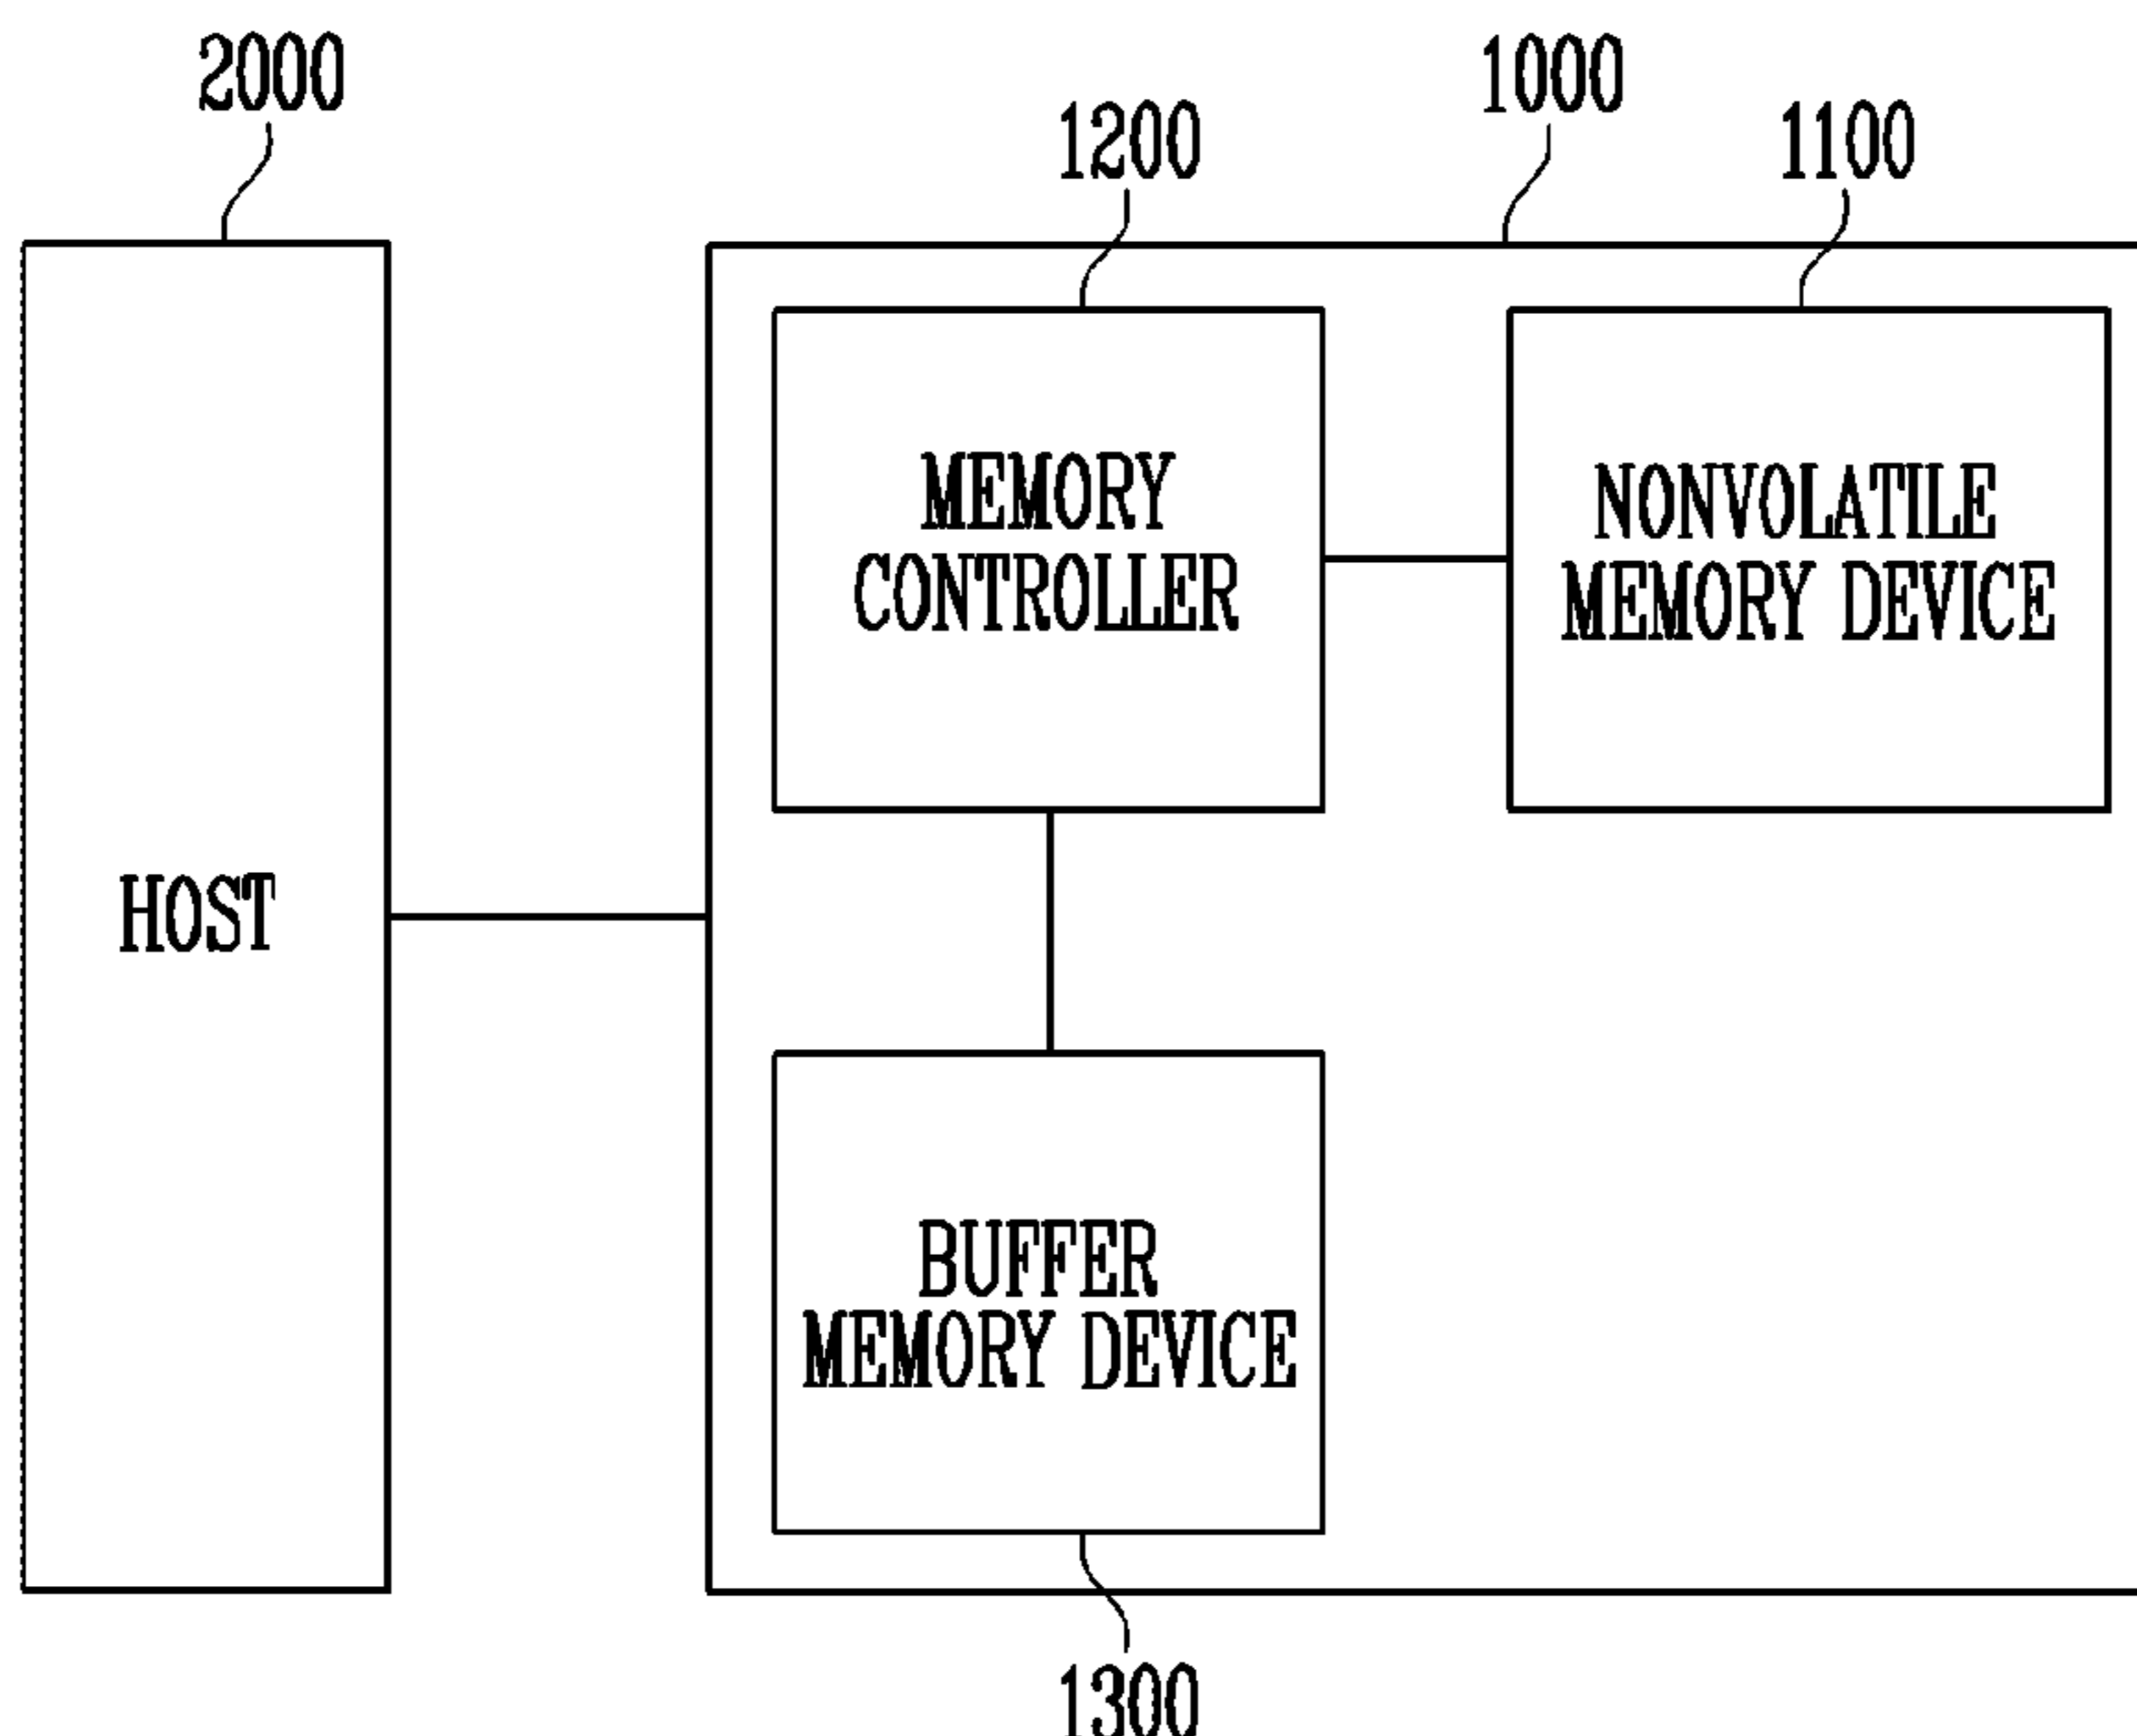 2000
1000
1200
1100
MEMORY
CONTROLLER
NONVOLATILE
MEMORY DEVICE
HOST
BUFFER
MEMORY DEVICE
1300